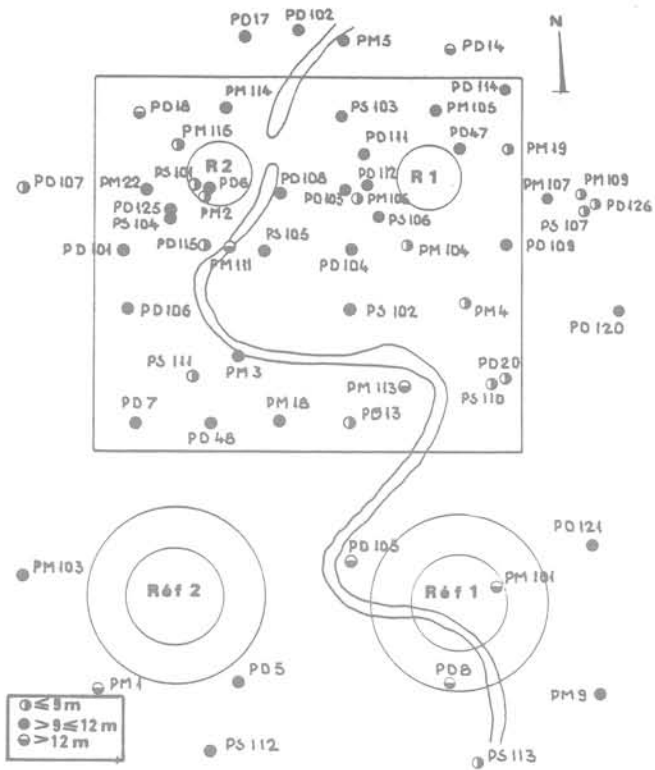 PD102
PD17
PM5
N
PD14
PD114
PD18
PM114
PS103
PM105
PM116
PD111
PD47
PM19
R2
R1
PS101
PD6
PD107
PM22
PD108
PD103
PD112
PM107
PM109
PD125
PM2
PM106
PD126
PS104
PS106
PS107
PD101
PD115
PM111
PS105
PD104
PM104
PD109
PD106
PS102
PM4
PD120
PS111
PM3
PM113
PD20
PS110
PD7
PD48
PM18
PD13
PD121
PD105
PM103
Réf 2
Réf 1
PM101
PM1
PD5
PD8
PM9
≤9m
>9≤12m
>12m
PS112
PS113